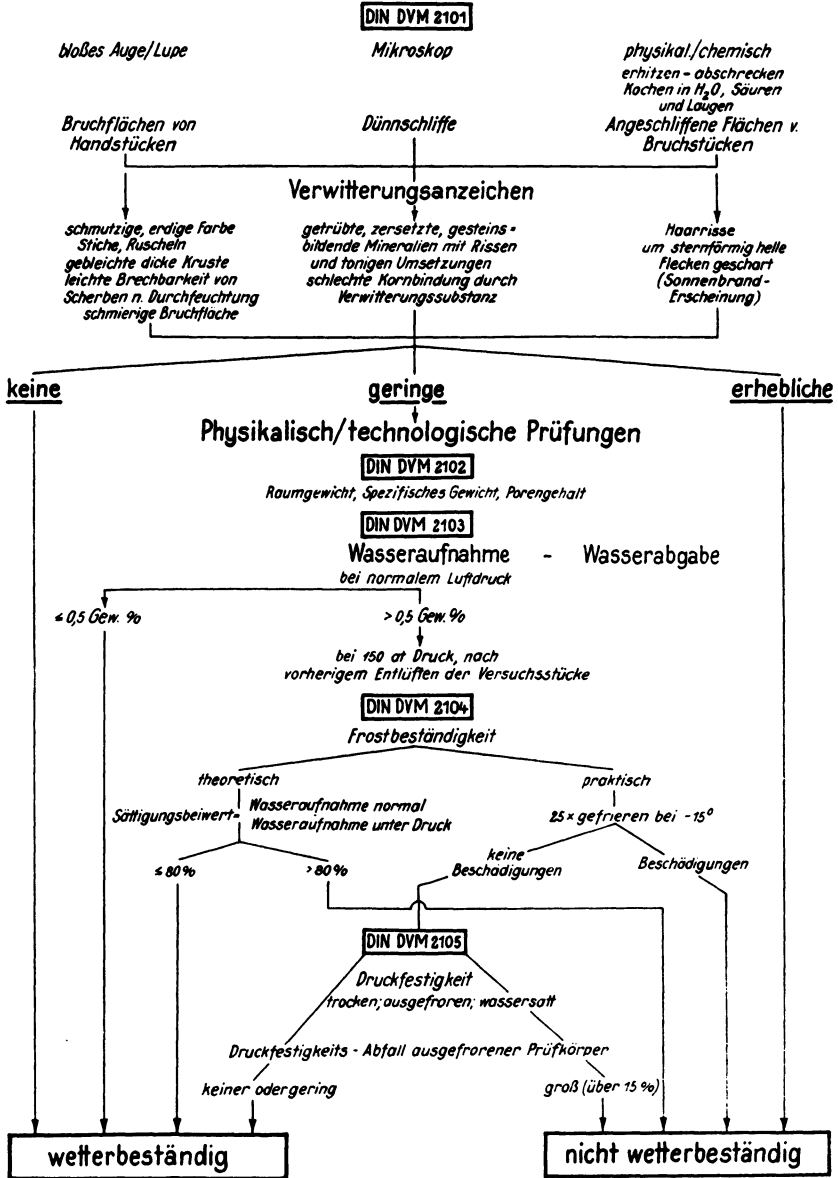 DIN DVM 2101
bloßes Auge/Lupe
Mikroskop
physikal./chemisch
erhitzen - abschrecken
Kochen in H₂O, Säuren
und Laugen
Bruchflächen von
Handstücken
Dünnschliffe
Angeschliffene Flächen v.
Bruchstücken
Verwitterungsanzeichen
schmutzige, erdige Farbe
Stiche, Ruscheln
gebleichte dicke Kruste
leichte Brechbarkeit von
Scherben n. Durchfeuchtung
schmierige Bruchfläche
getrübte, zersetzte, gesteins=
bildende Mineralien mit Rissen
und tonigen Umsetzungen
schlechte Kornbindung durch
Verwitterungssubstanz
Haarrisse
um sternförmig helle
Flecken geschart
(Sonnenbrand-
Erscheinung)
keine
geringe
erhebliche
Physikalisch/technologische Prüfungen
DIN DVM 2102
Raumgewicht, Spezifisches Gewicht, Porengehalt
DIN DVM 2103
Wasseraufnahme - Wasserabgabe
bei normalem Luftdruck
≤ 0,5 Gew. %
> 0,5 Gew. %
bei 150 at Druck, nach
vorherigem Entlüften der Versuchsstücke
DIN DVM 2104
Frostbeständigkeit
theoretisch
praktisch
Sättigungsbeiwert = Wasseraufnahme normal
Wasseraufnahme unter Druck
25 × gefrieren bei -15°
≤ 80%
> 80%
keine
Beschädigungen
Beschädigungen
DIN DVM 2105
Druckfestigkeit
trocken; ausgefroren; wassersatt
Druckfestigkeits - Abfall ausgefrorener Prüfkörper
keiner oder gering
groß (über 15 %)
wetterbeständig
nicht wetterbeständig